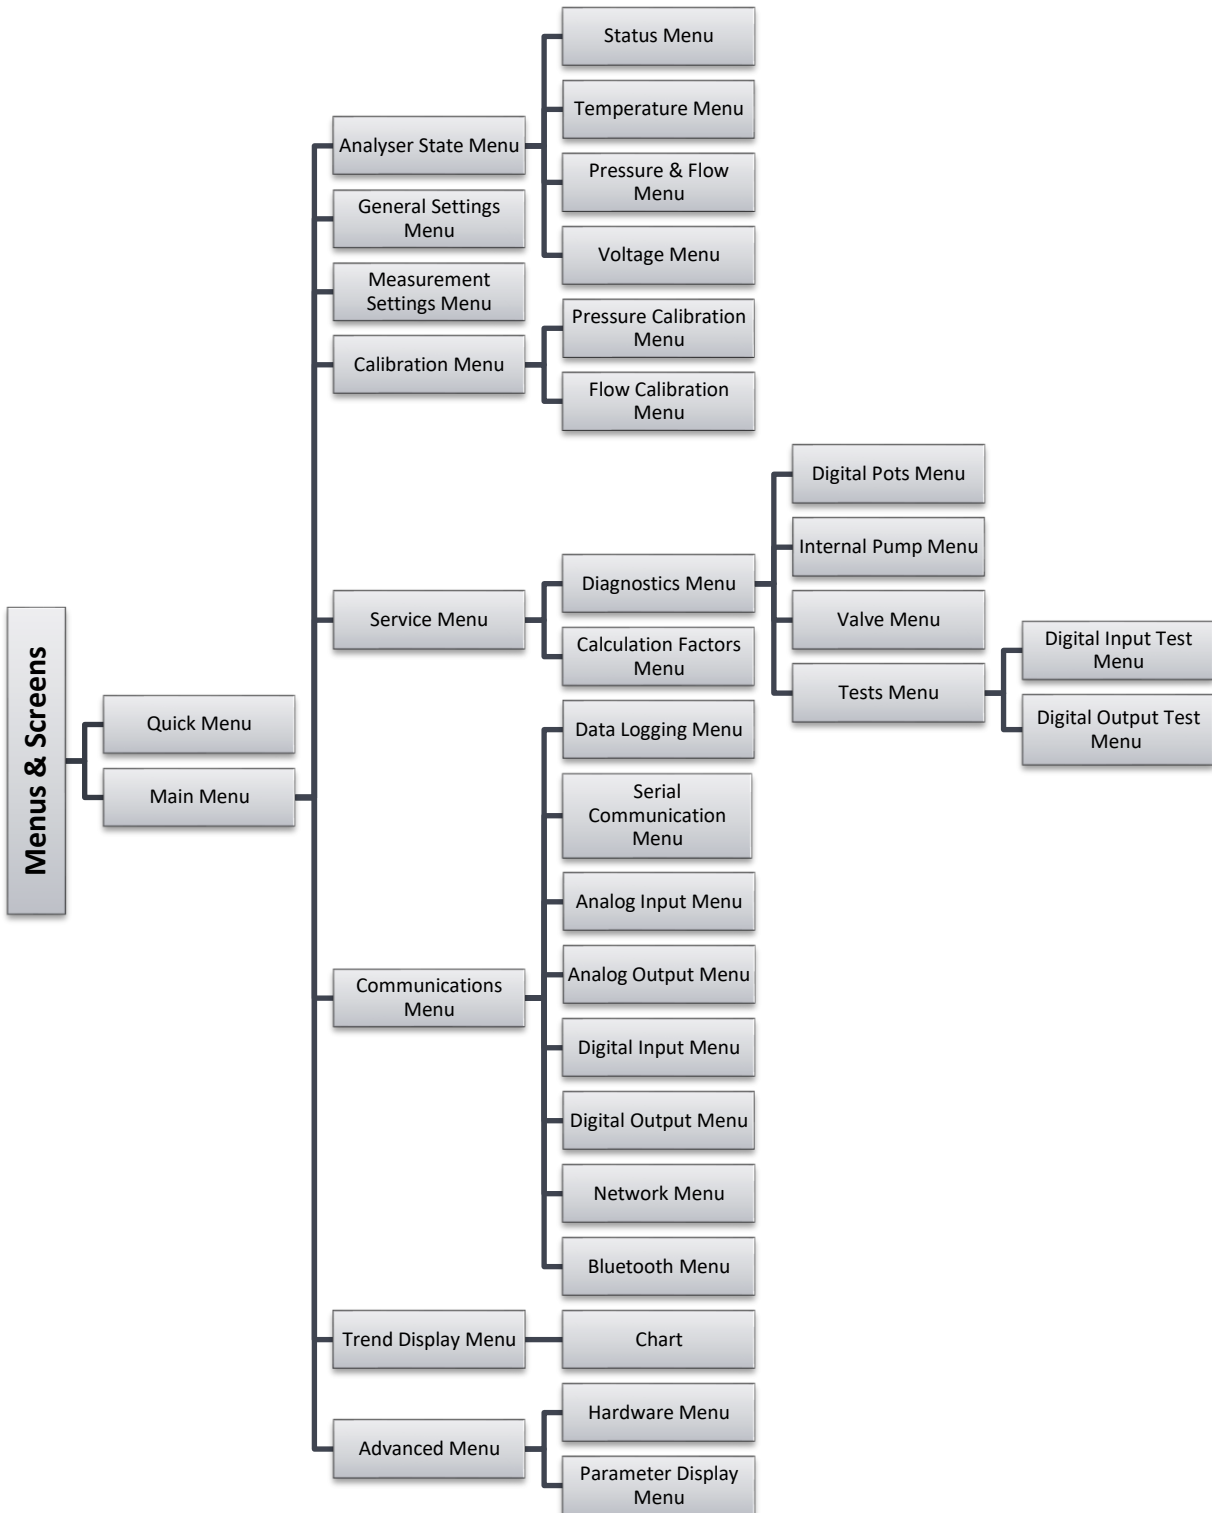 Menus & Screens
Quick Menu
Main Menu
Analyser State Menu
Status Menu
Temperature Menu
Pressure & Flow
Menu
Voltage Menu
General Settings
Menu
Measurement
Settings Menu
Calibration Menu
Pressure Calibration
Menu
Flow Calibration
Menu
Service Menu
Diagnostics Menu
Digital Pots Menu
Internal Pump Menu
Valve Menu
Tests Menu
Digital Input Test
Menu
Digital Output Test
Menu
Calculation Factors
Menu
Communications
Menu
Data Logging Menu
Serial
Communication
Menu
Analog Input Menu
Analog Output Menu
Digital Input Menu
Digital Output Menu
Network Menu
Bluetooth Menu
Trend Display Menu
Chart
Advanced Menu
Hardware Menu
Parameter Display
Menu